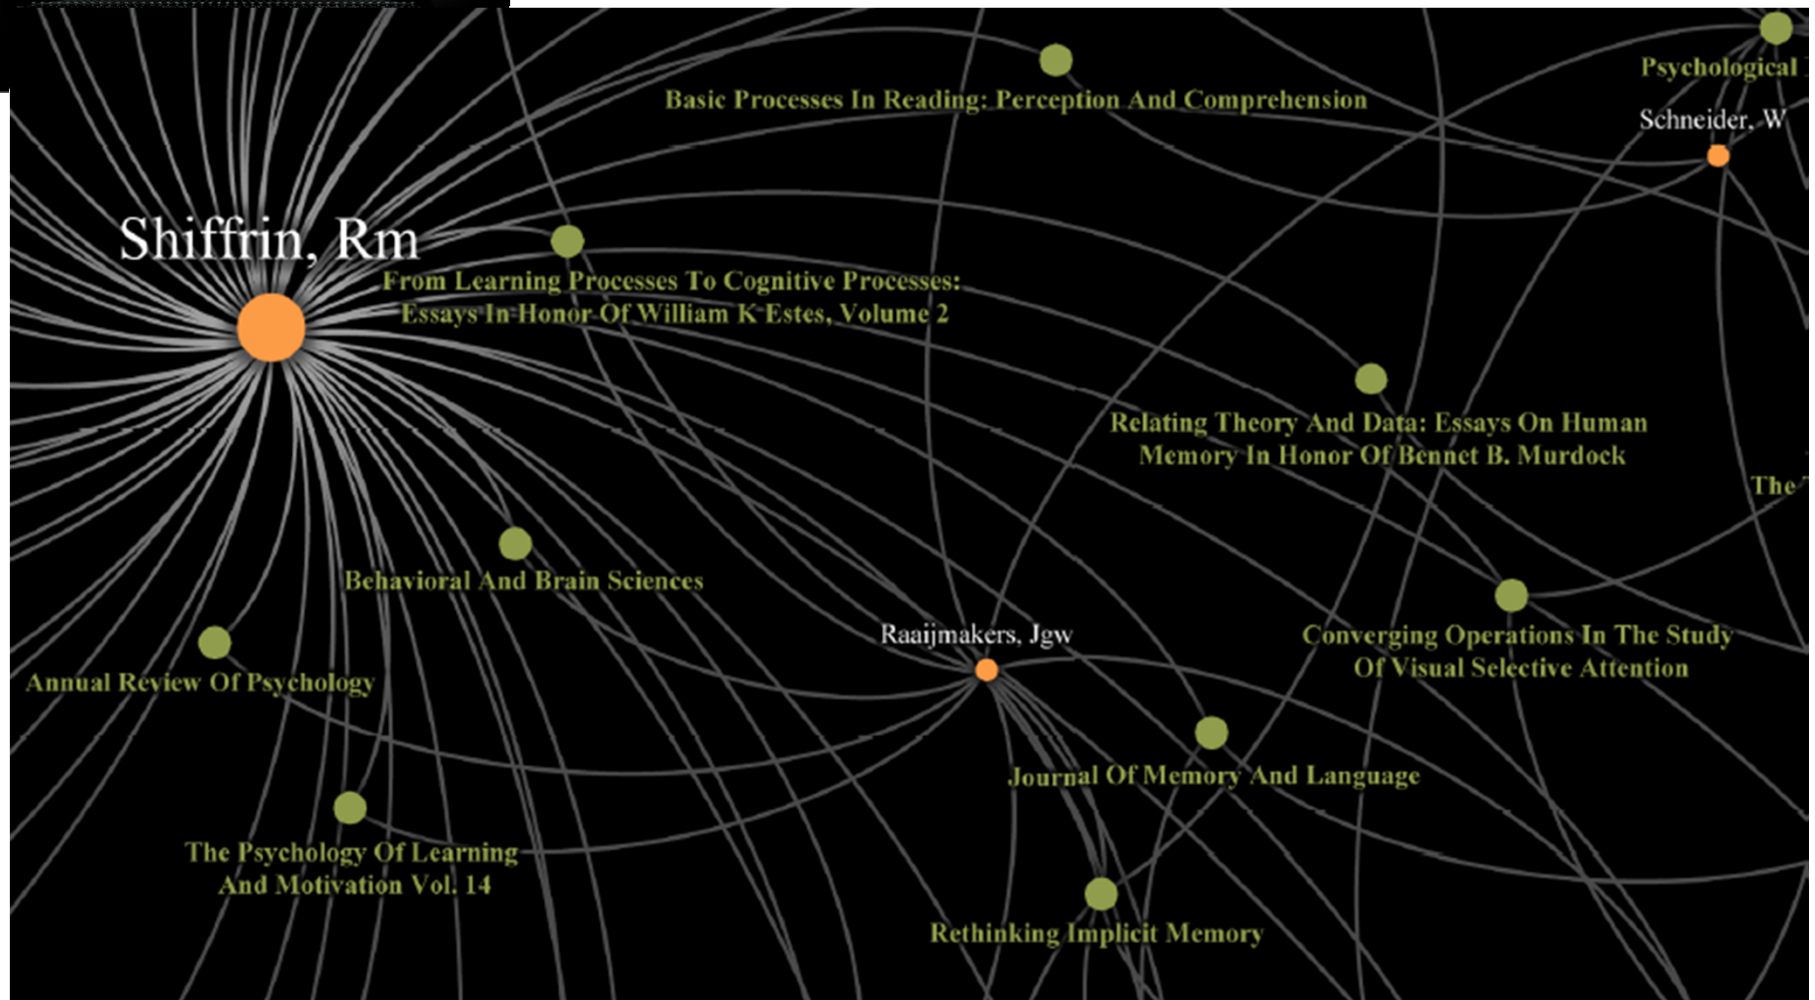 Psychological
Basic Processes In Reading: Perception And Comprehension
Schneider, W
Shiffrin, Rm
From Learning Processes To Cognitive Processes:
Essays In Honor Of William K Estes, Volume 2
Relating Theory And Data: Essays On Human
Memory In Honor Of Bennet B. Murdock
The
Behavioral And Brain Sciences
Raaijmakers, Jgw
Converging Operations In The Study
Of Visual Selective Attention
Annual Review Of Psychology
Journal Of Memory And Language
The Psychology Of Learning
And Motivation Vol. 14
Rethinking Implicit Memory